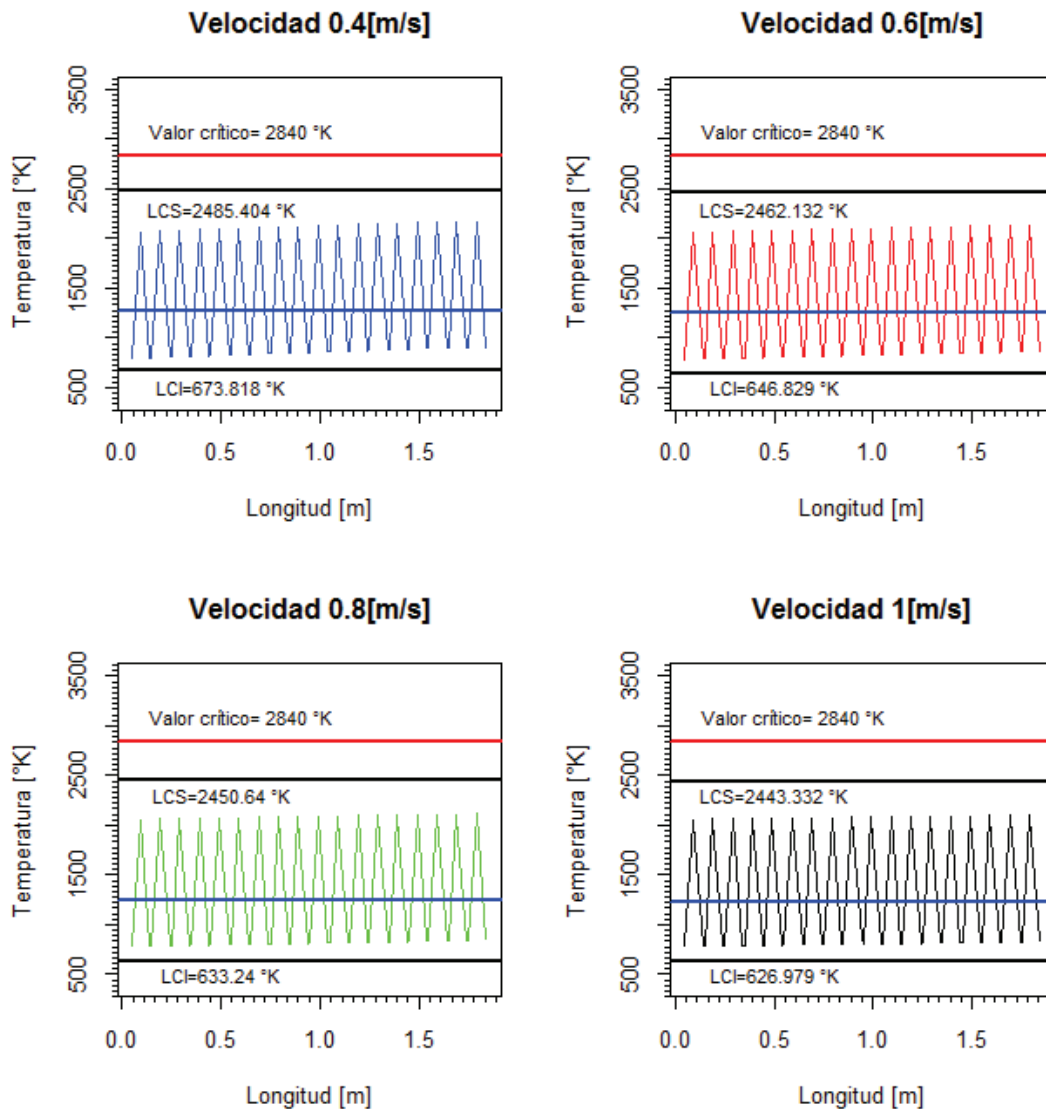 Velocidad 0.4[m/s]
Temperatura [°K]
3500
2500
1500
500
Valor crítico= 2840 °K
LCS=2485.404 °K
LCI=673.818 °K
0.0 0.5 1.0 1.5
Longitud [m]
Velocidad 0.6[m/s]
Temperatura [°K]
3500
2500
1500
500
Valor crítico= 2840 °K
LCS=2462.132 °K
LCI=646.829 °K
0.0 0.5 1.0 1.5
Longitud [m]
Velocidad 0.8[m/s]
Temperatura [°K]
3500
2500
1500
500
Valor crítico= 2840 °K
LCS=2450.64 °K
LCI=633.24 °K
0.0 0.5 1.0 1.5
Longitud [m]
Velocidad 1[m/s]
Temperatura [°K]
3500
2500
1500
500
Valor crítico= 2840 °K
LCS=2443.332 °K
LCI=626.979 °K
0.0 0.5 1.0 1.5
Longitud [m]